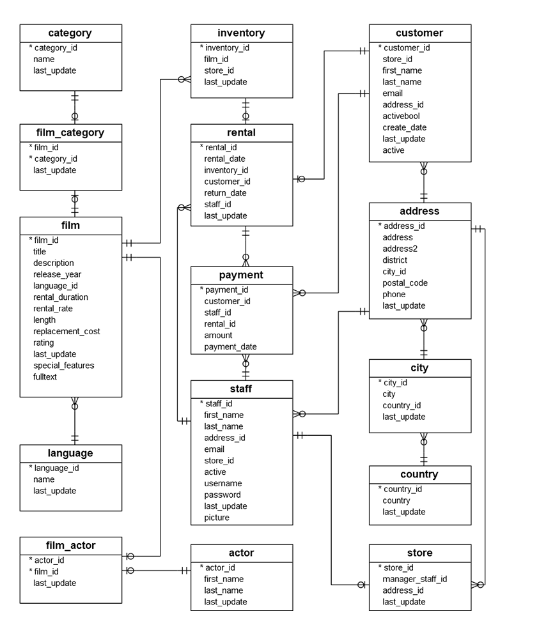 category
* category_id
name
last_update
film_category
* film_id
* category_id
last_update
film
* film_id
title
description
release_year
language_id
rental_duration
rental_rate
length
replacement_cost
rating
last_update
special_features
fulltext
language
* language_id
name
last_update
film_actor
* actor_id
* film_id
last_update
inventory
* inventory_id
film_id
store_id
last_update
rental
* rental_id
rental_date
inventory_id
customer_id
return_date
staff_id
last_update
payment
* payment_id
customer_id
staff_id
rental_id
amount
payment_date
staff
* staff_id
first_name
last_name
address_id
email
store_id
active
username
password
last_update
picture
actor
* actor_id
first_name
last_name
last_update
customer
* customer_id
store_id
first_name
last_name
email
address_id
activebool
create_date
last_update
active
address
* address_id
address
address2
district
city_id
postal_code
phone
last_update
city
* city_id
city
country_id
last_update
country
* country_id
country
last_update
store
* store_id
manager_staff_id
address_id
last_update